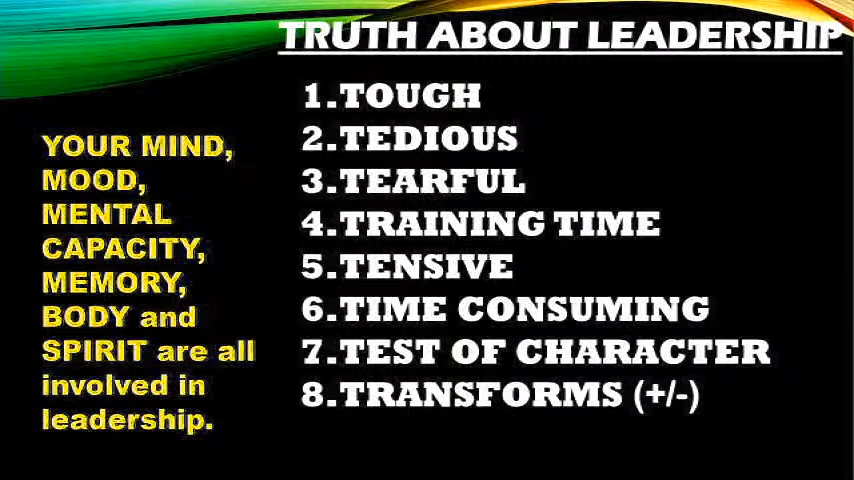 TRUTH ABOUT LEADERSHIP
YOUR MIND,
MOOD,
MENTAL
CAPACITY,
MEMORY,
BODY and
SPIRIT are all
involved in
leadership.
1.TOUGH
2.TEDIOUS
3.TEARFUL
4.TRAINING TIME
5.TENSIVE
6.TIME CONSUMING
7.TEST OF CHARACTER
8.TRANSFORMS (+/-)